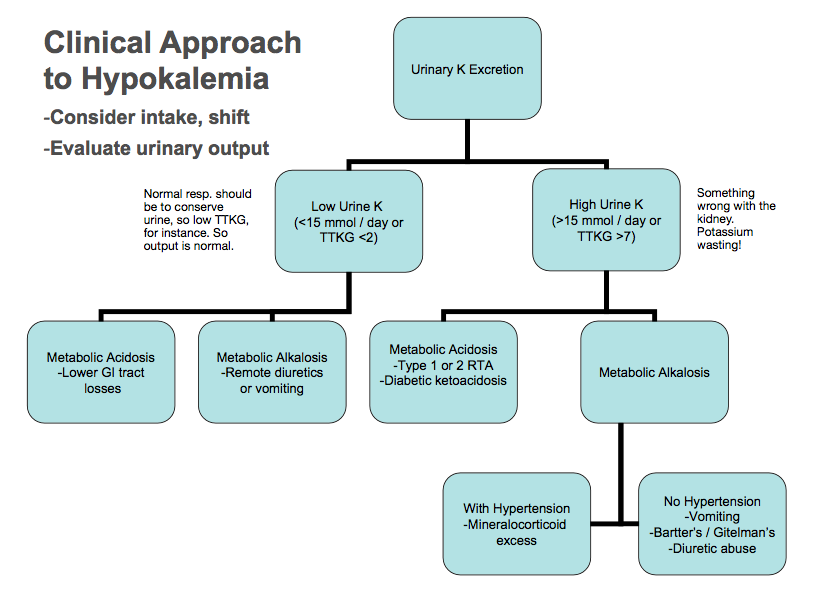 Clinical Approach
to Hypokalemia
-Consider intake, shift
-Evaluate urinary output
Urinary K Excretion
Normal resp. should
be to conserve
urine, so low TTKG,
for instance. So
output is normal.
Low Urine K
(<15 mmol / day or
TTKG <2)
High Urine K
(>15 mmol / day or
TTKG >7)
Something
wrong with the
kidney.
Potassium
wasting!
Metabolic Acidosis
-Lower GI tract
losses
Metabolic Alkalosis
-Remote diuretics
or vomiting
Metabolic Acidosis
-Type 1 or 2 RTA
-Diabetic ketoacidosis
Metabolic Alkalosis
With Hypertension
-Mineralocorticoid
excess
No Hypertension
-Vomiting
-Bartter's / Gitelman's
-Diuretic abuse